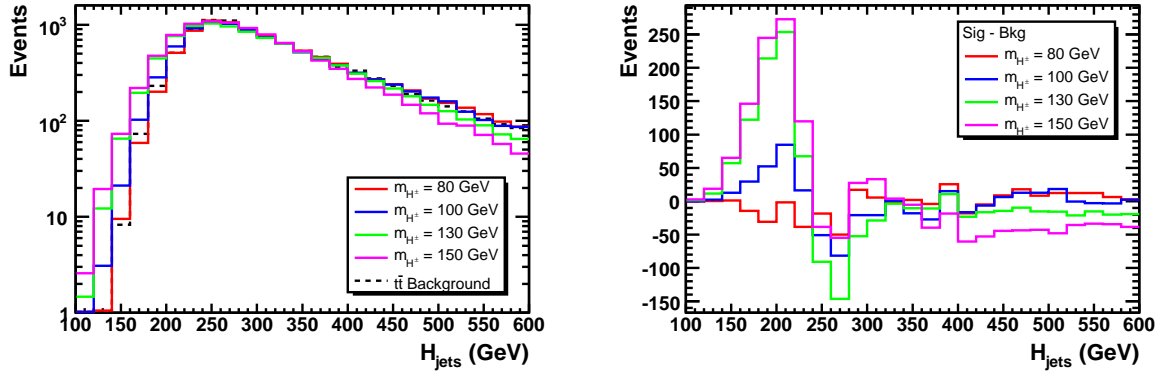 Events
10³
10²
10
1
m_H± = 80 GeV
m_H± = 100 GeV
m_H± = 130 GeV
m_H± = 150 GeV
tt̄ Background
100 150 200 250 300 350 400 450 500 550 600
H_jets (GeV)
Events
250
200
150
100
50
0
-50
-100
-150
Sig - Bkg
m_H± = 80 GeV
m_H± = 100 GeV
m_H± = 130 GeV
m_H± = 150 GeV
100 150 200 250 300 350 400 450 500 550 600
H_jets (GeV)